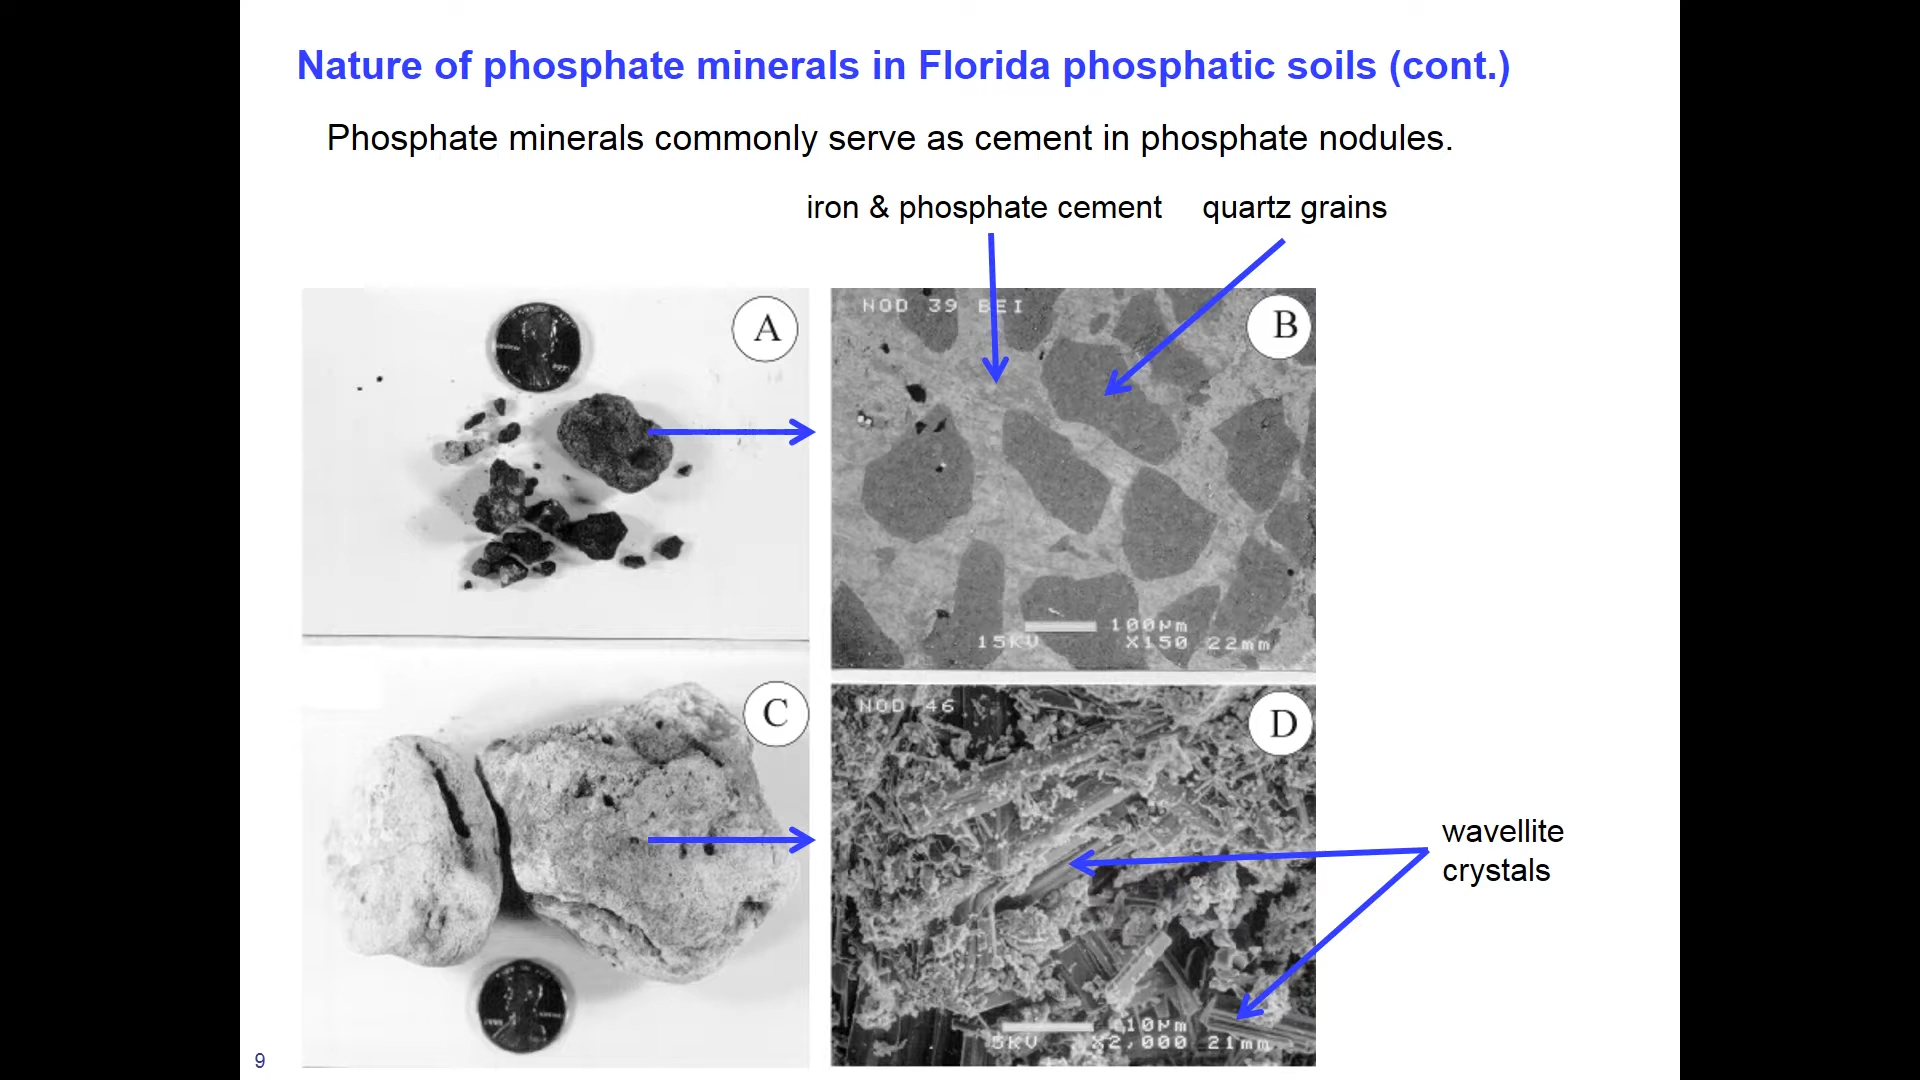 Nature of phosphate minerals in Florida phosphatic soils (cont.)
Phosphate minerals commonly serve as cement in phosphate nodules.
iron & phosphate cement
quartz grains
A
NOD 39 BEI
B
100µm
15KV X150 22mm
C
NOD 46
D
wavellite
crystals
10µm
5KV X2,000 21mm
9